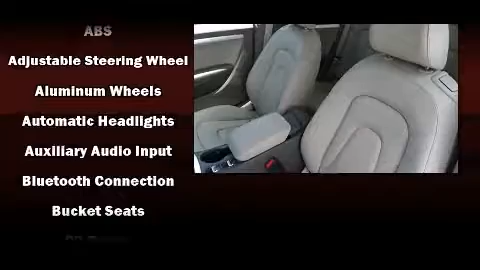 ABS
Adjustable Steering Wheel
Aluminum Wheels
Automatic Headlights
Auxiliary Audio Input
Bluetooth Connection
Bucket Seats